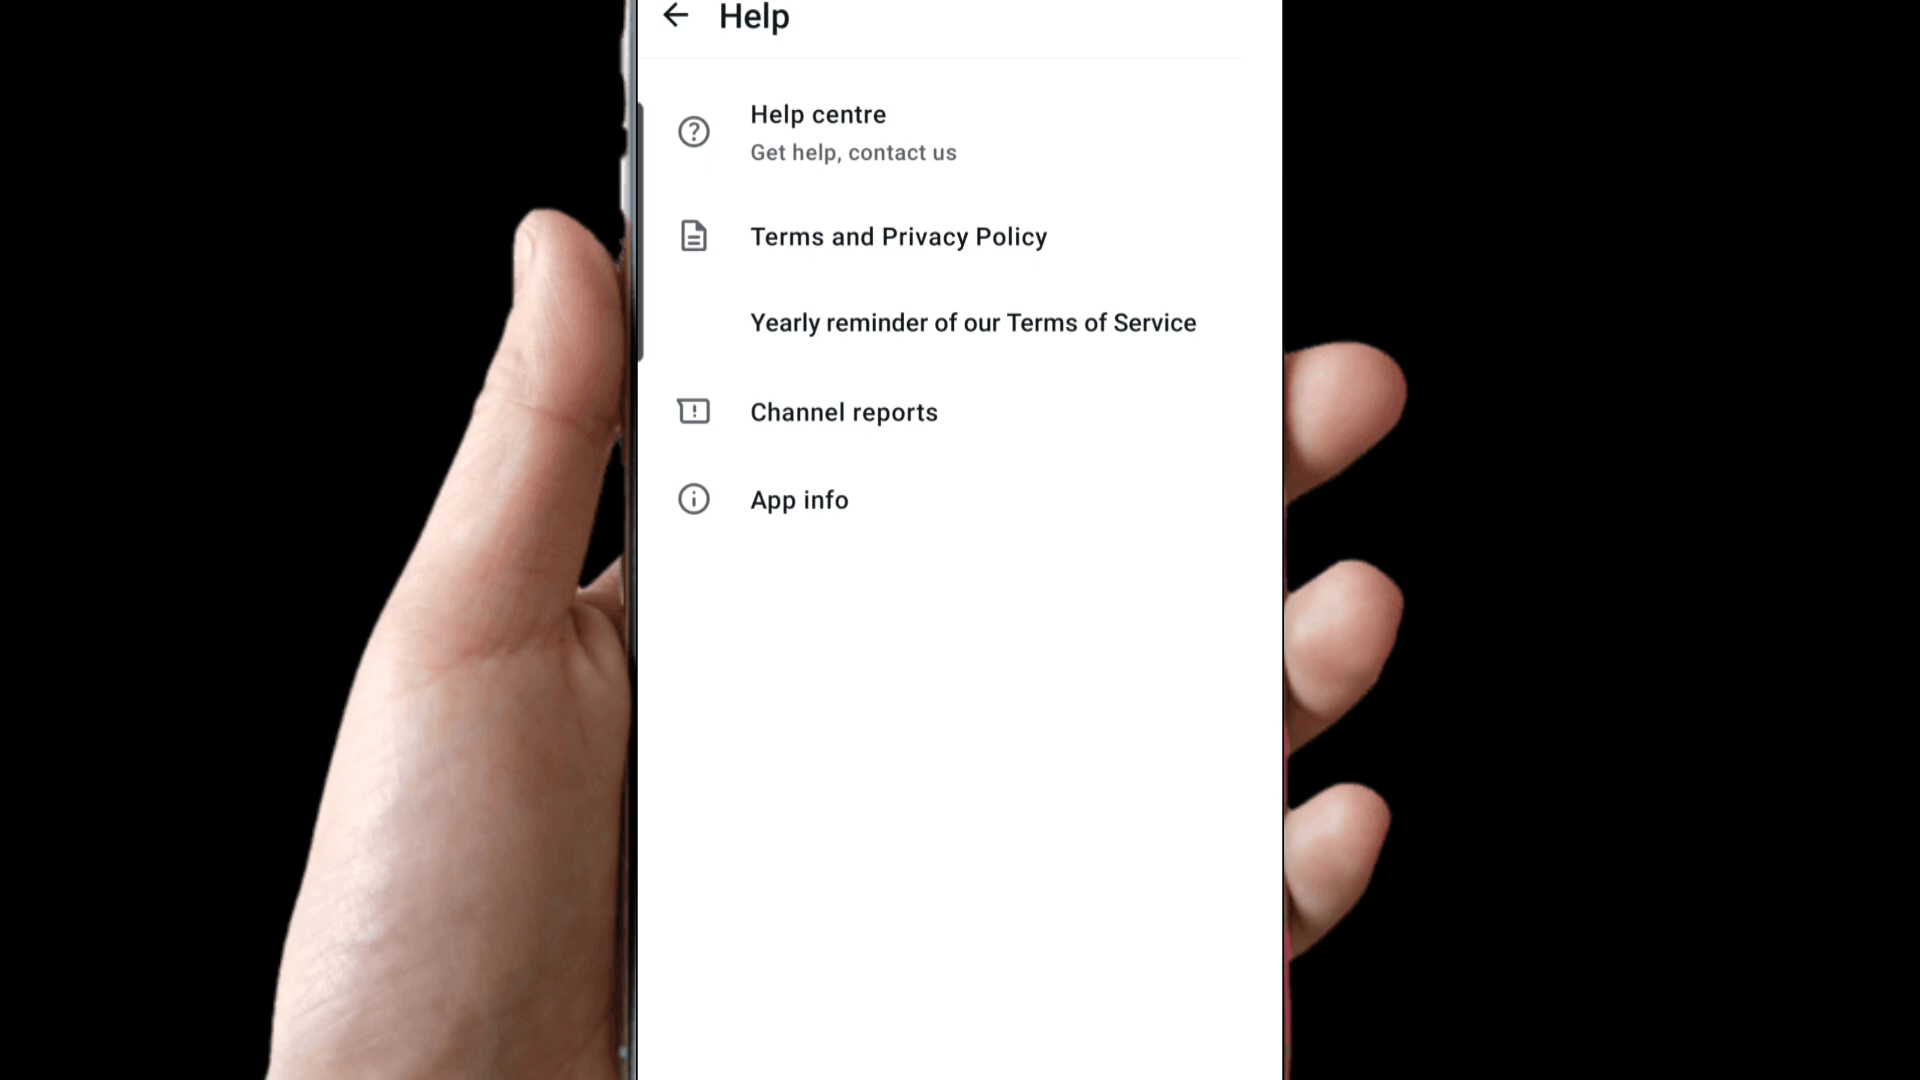 Help
Help centre
Get help, contact us
Terms and Privacy Policy
Yearly reminder of our Terms of Service
Channel reports
App info